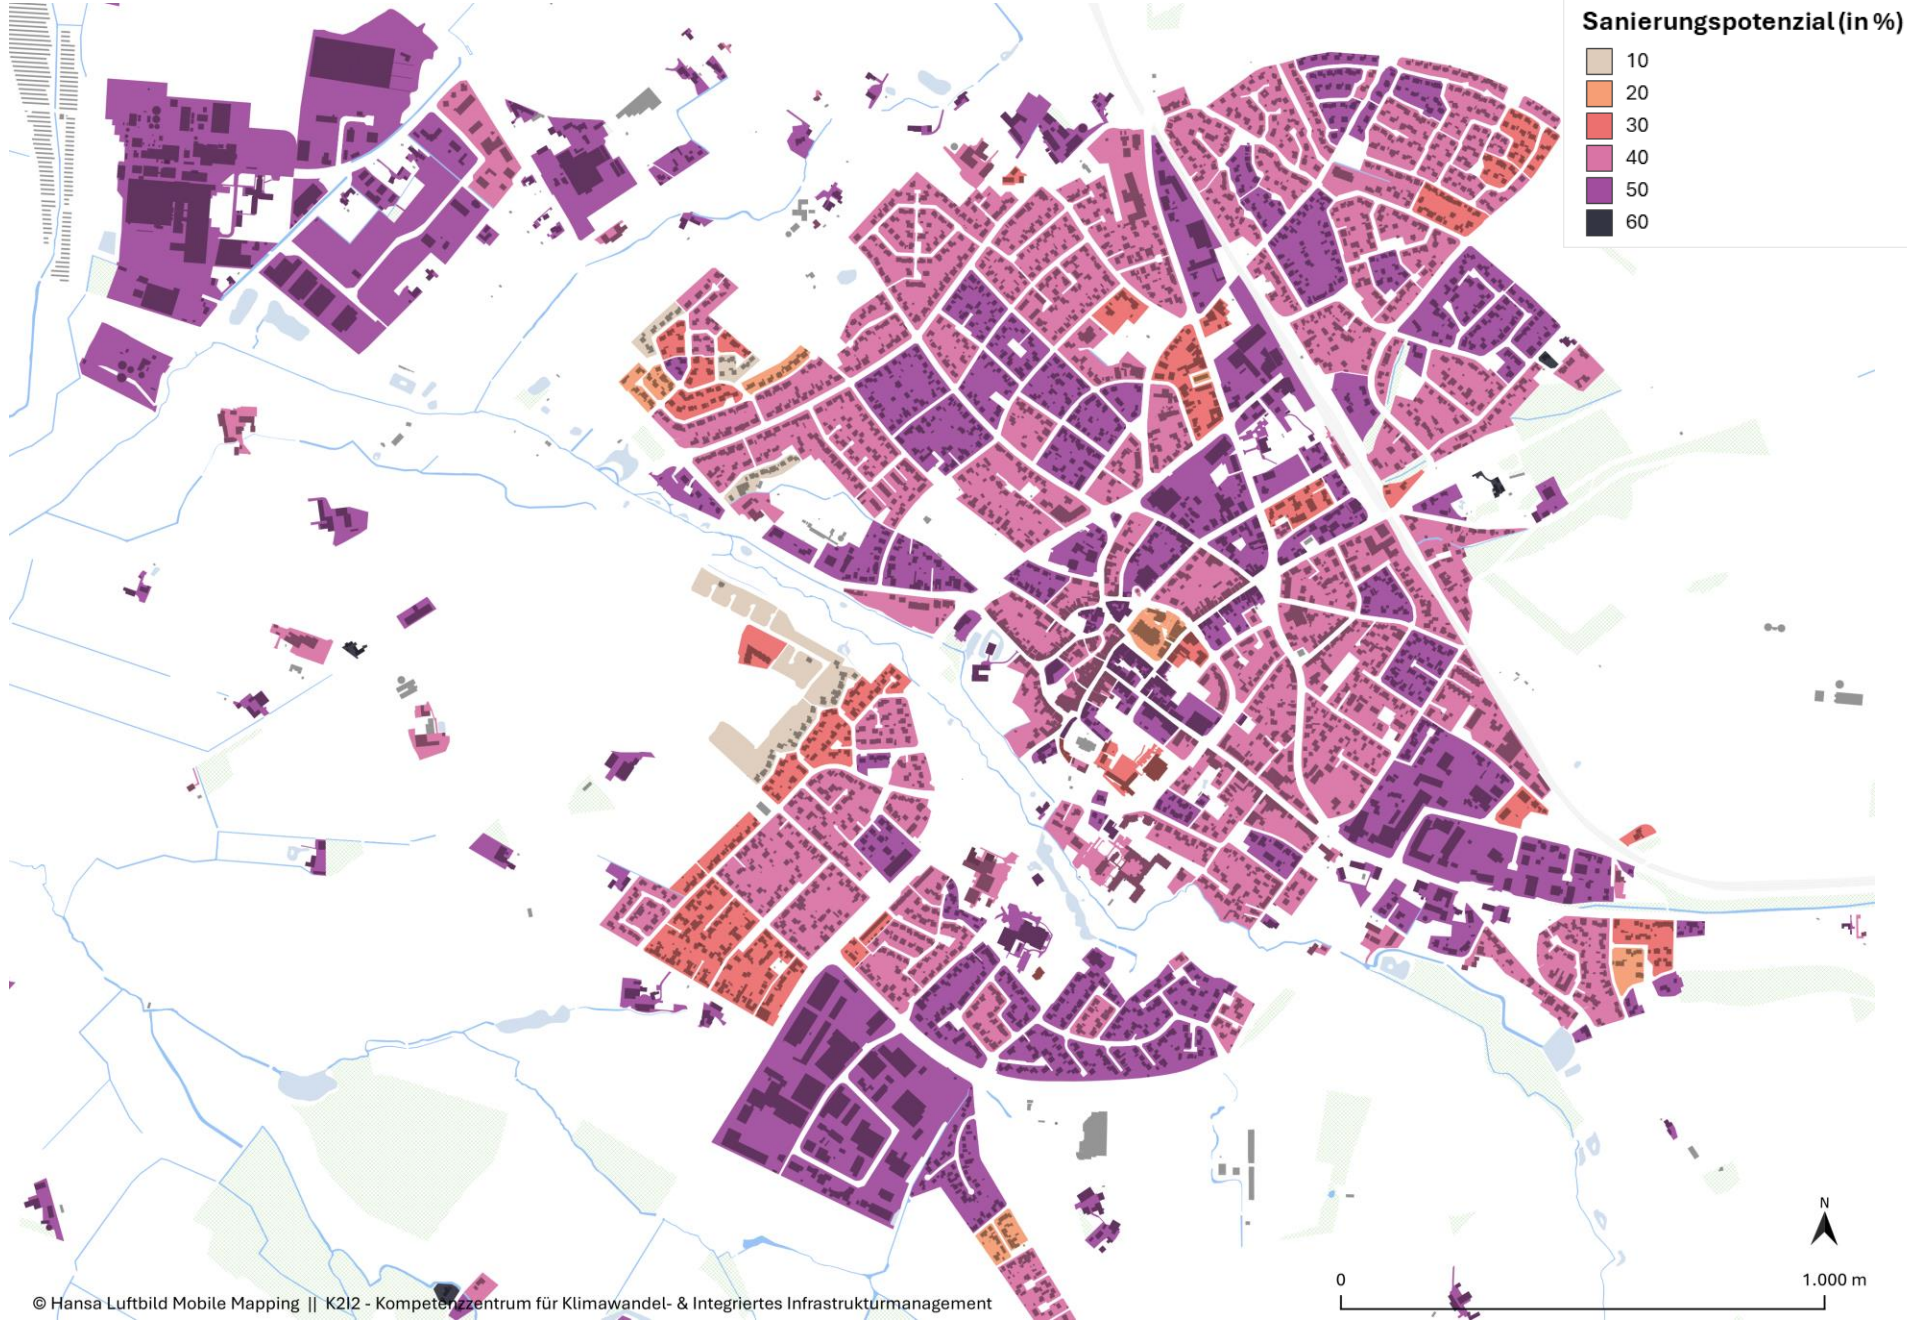 Sanierungspotenzial (in %)
10
20
30
40
50
60
N
0 1.000 m
© Hansa Luftbild Mobile Mapping || K2I2 - Kompetenzzentrum für Klimawandel- & Integriertes Infrastrukturmanagement